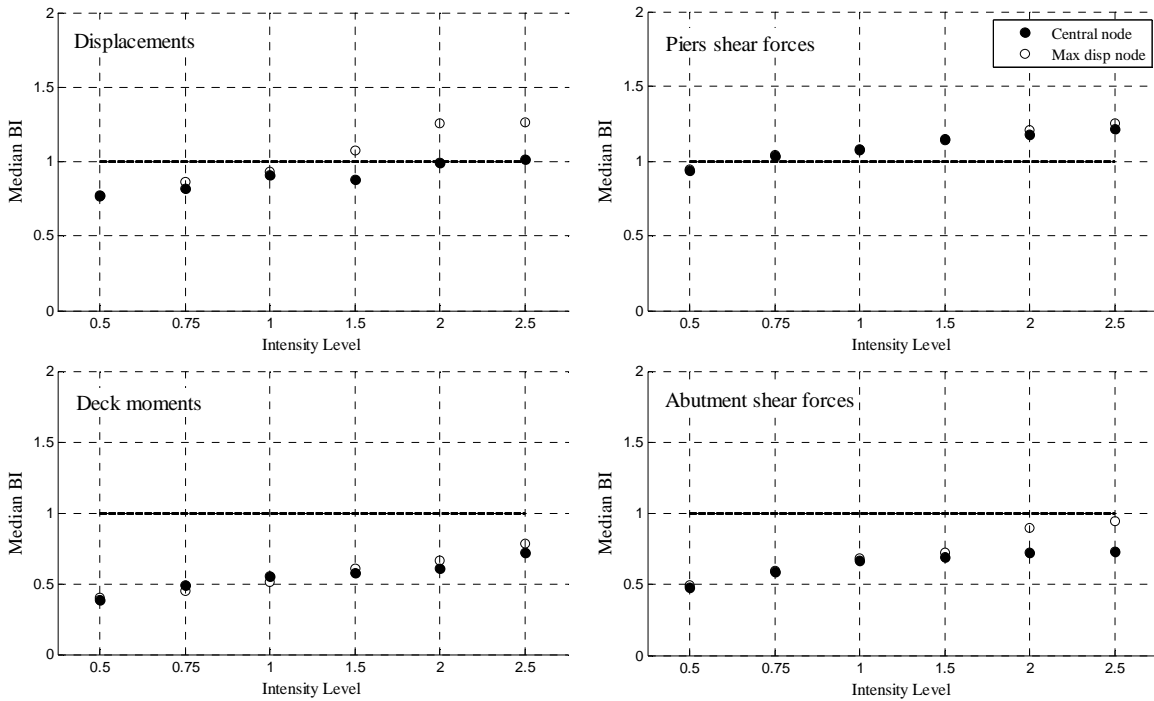 Displacements
2
1.5
1
0.5
0
Median BI
0.5 0.75 1 1.5 2 2.5
Intensity Level
Piers shear forces
Central node
Max disp node
2
1.5
1
0.5
0
Median BI
0.5 0.75 1 1.5 2 2.5
Intensity Level
Deck moments
2
1.5
1
0.5
0
Median BI
0.5 0.75 1 1.5 2 2.5
Intensity Level
Abutment shear forces
2
1.5
1
0.5
0
Median BI
0.5 0.75 1 1.5 2 2.5
Intensity Level